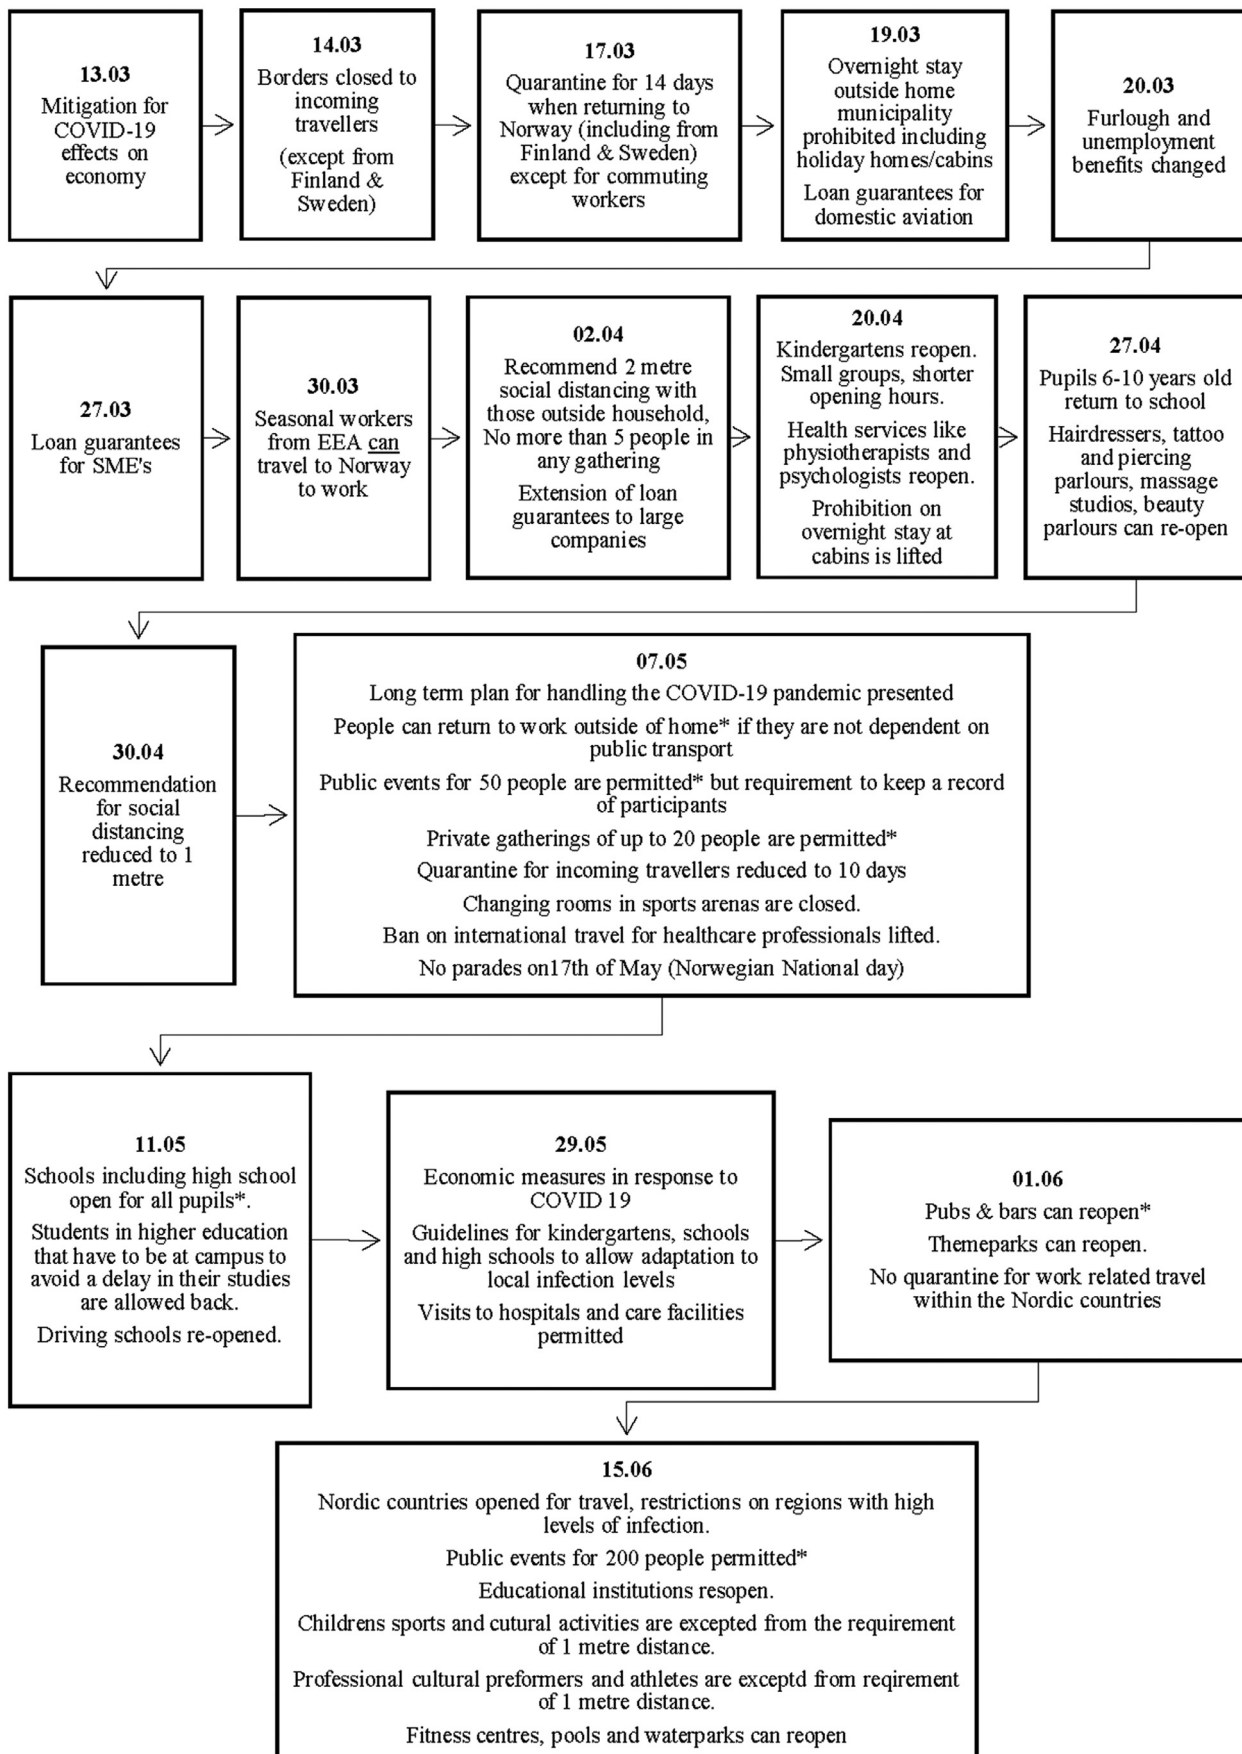 13.03
Mitigation for
COVID-19
effects on
economy
14.03
Borders closed to
incoming
travellers
(except from
Finland &
Sweden)
17.03
Quarantine for 14 days
when returning to
Norway (including from
Finland & Sweden)
except for commuting
workers
19.03
Overnight stay
outside home
municipality
prohibited including
holiday homes/cabins
Loan guarantees for
domestic aviation
20.03
Furlough and
unemployment
benefits changed
27.03
Loan guarantees
for SME's
30.03
Seasonal workers
from EEA can
travel to Norway
to work
02.04
Recommend 2 metre
social distancing with
those outside household,
No more than 5 people in
any gathering
Extension of loan
guarantees to large
companies
20.04
Kindergartens reopen.
Small groups, shorter
opening hours.
Health services like
physiotherapists and
psychologists reopen.
Prohibition on
overnight stay at
cabins is lifted
27.04
Pupils 6-10 years old
return to school
Hairdressers, tattoo
and piercing
parlours, massage
studios, beauty
parlours can re-open
30.04
Recommendation
for social
distancing
reduced to 1
metre
07.05
Long term plan for handling the COVID-19 pandemic presented
People can return to work outside of home* if they are not dependent on
public transport
Public events for 50 people are permitted* but requirement to keep a record
of participants
Private gatherings of up to 20 people are permitted*
Quarantine for incoming travellers reduced to 10 days
Changing rooms in sports arenas are closed.
Ban on international travel for healthcare professionals lifted.
No parades on17th of May (Norwegian National day)
11.05
Schools including high school
open for all pupils*.
Students in higher education
that have to be at campus to
avoid a delay in their studies
are allowed back.
Driving schools re-opened.
29.05
Economic measures in response to
COVID 19
Guidelines for kindergartens, schools
and high schools to allow adaptation to
local infection levels
Visits to hospitals and care facilities
permitted
01.06
Pubs & bars can reopen*
Themeparks can reopen.
No quarantine for work related travel
within the Nordic countries
15.06
Nordic countries opened for travel, restrictions on regions with high
levels of infection.
Public events for 200 people permitted*
Educational institutions resopen.
Childrens sports and cutural activities are excepted from the requirement
of 1 metre distance.
Professional cultural preformers and athletes are exceptd from reqirement
of 1 metre distance.
Fitness centres, pools and waterparks can reopen